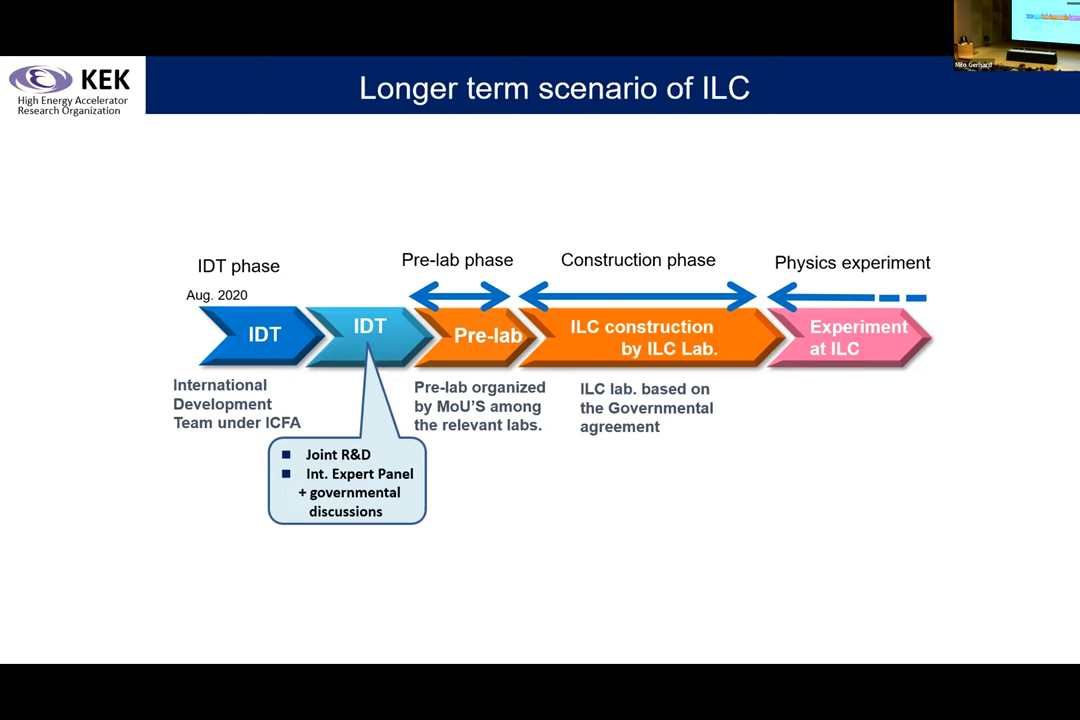 KEK
High Energy Accelerator
Research Organization
Longer term scenario of ILC
Milo Gerhard
IDT phase
Pre-lab phase
Construction phase
Physics experiment
Aug. 2020
IDT
IDT
Pre-lab
ILC construction
by ILC Lab.
Experiment
at ILC
International
Development
Team under ICFA
Pre-lab organized
by MoU'S among
the relevant labs.
ILC lab. based on
the Governmental
agreement
Joint R&D
Int. Expert Panel
+ governmental
discussions